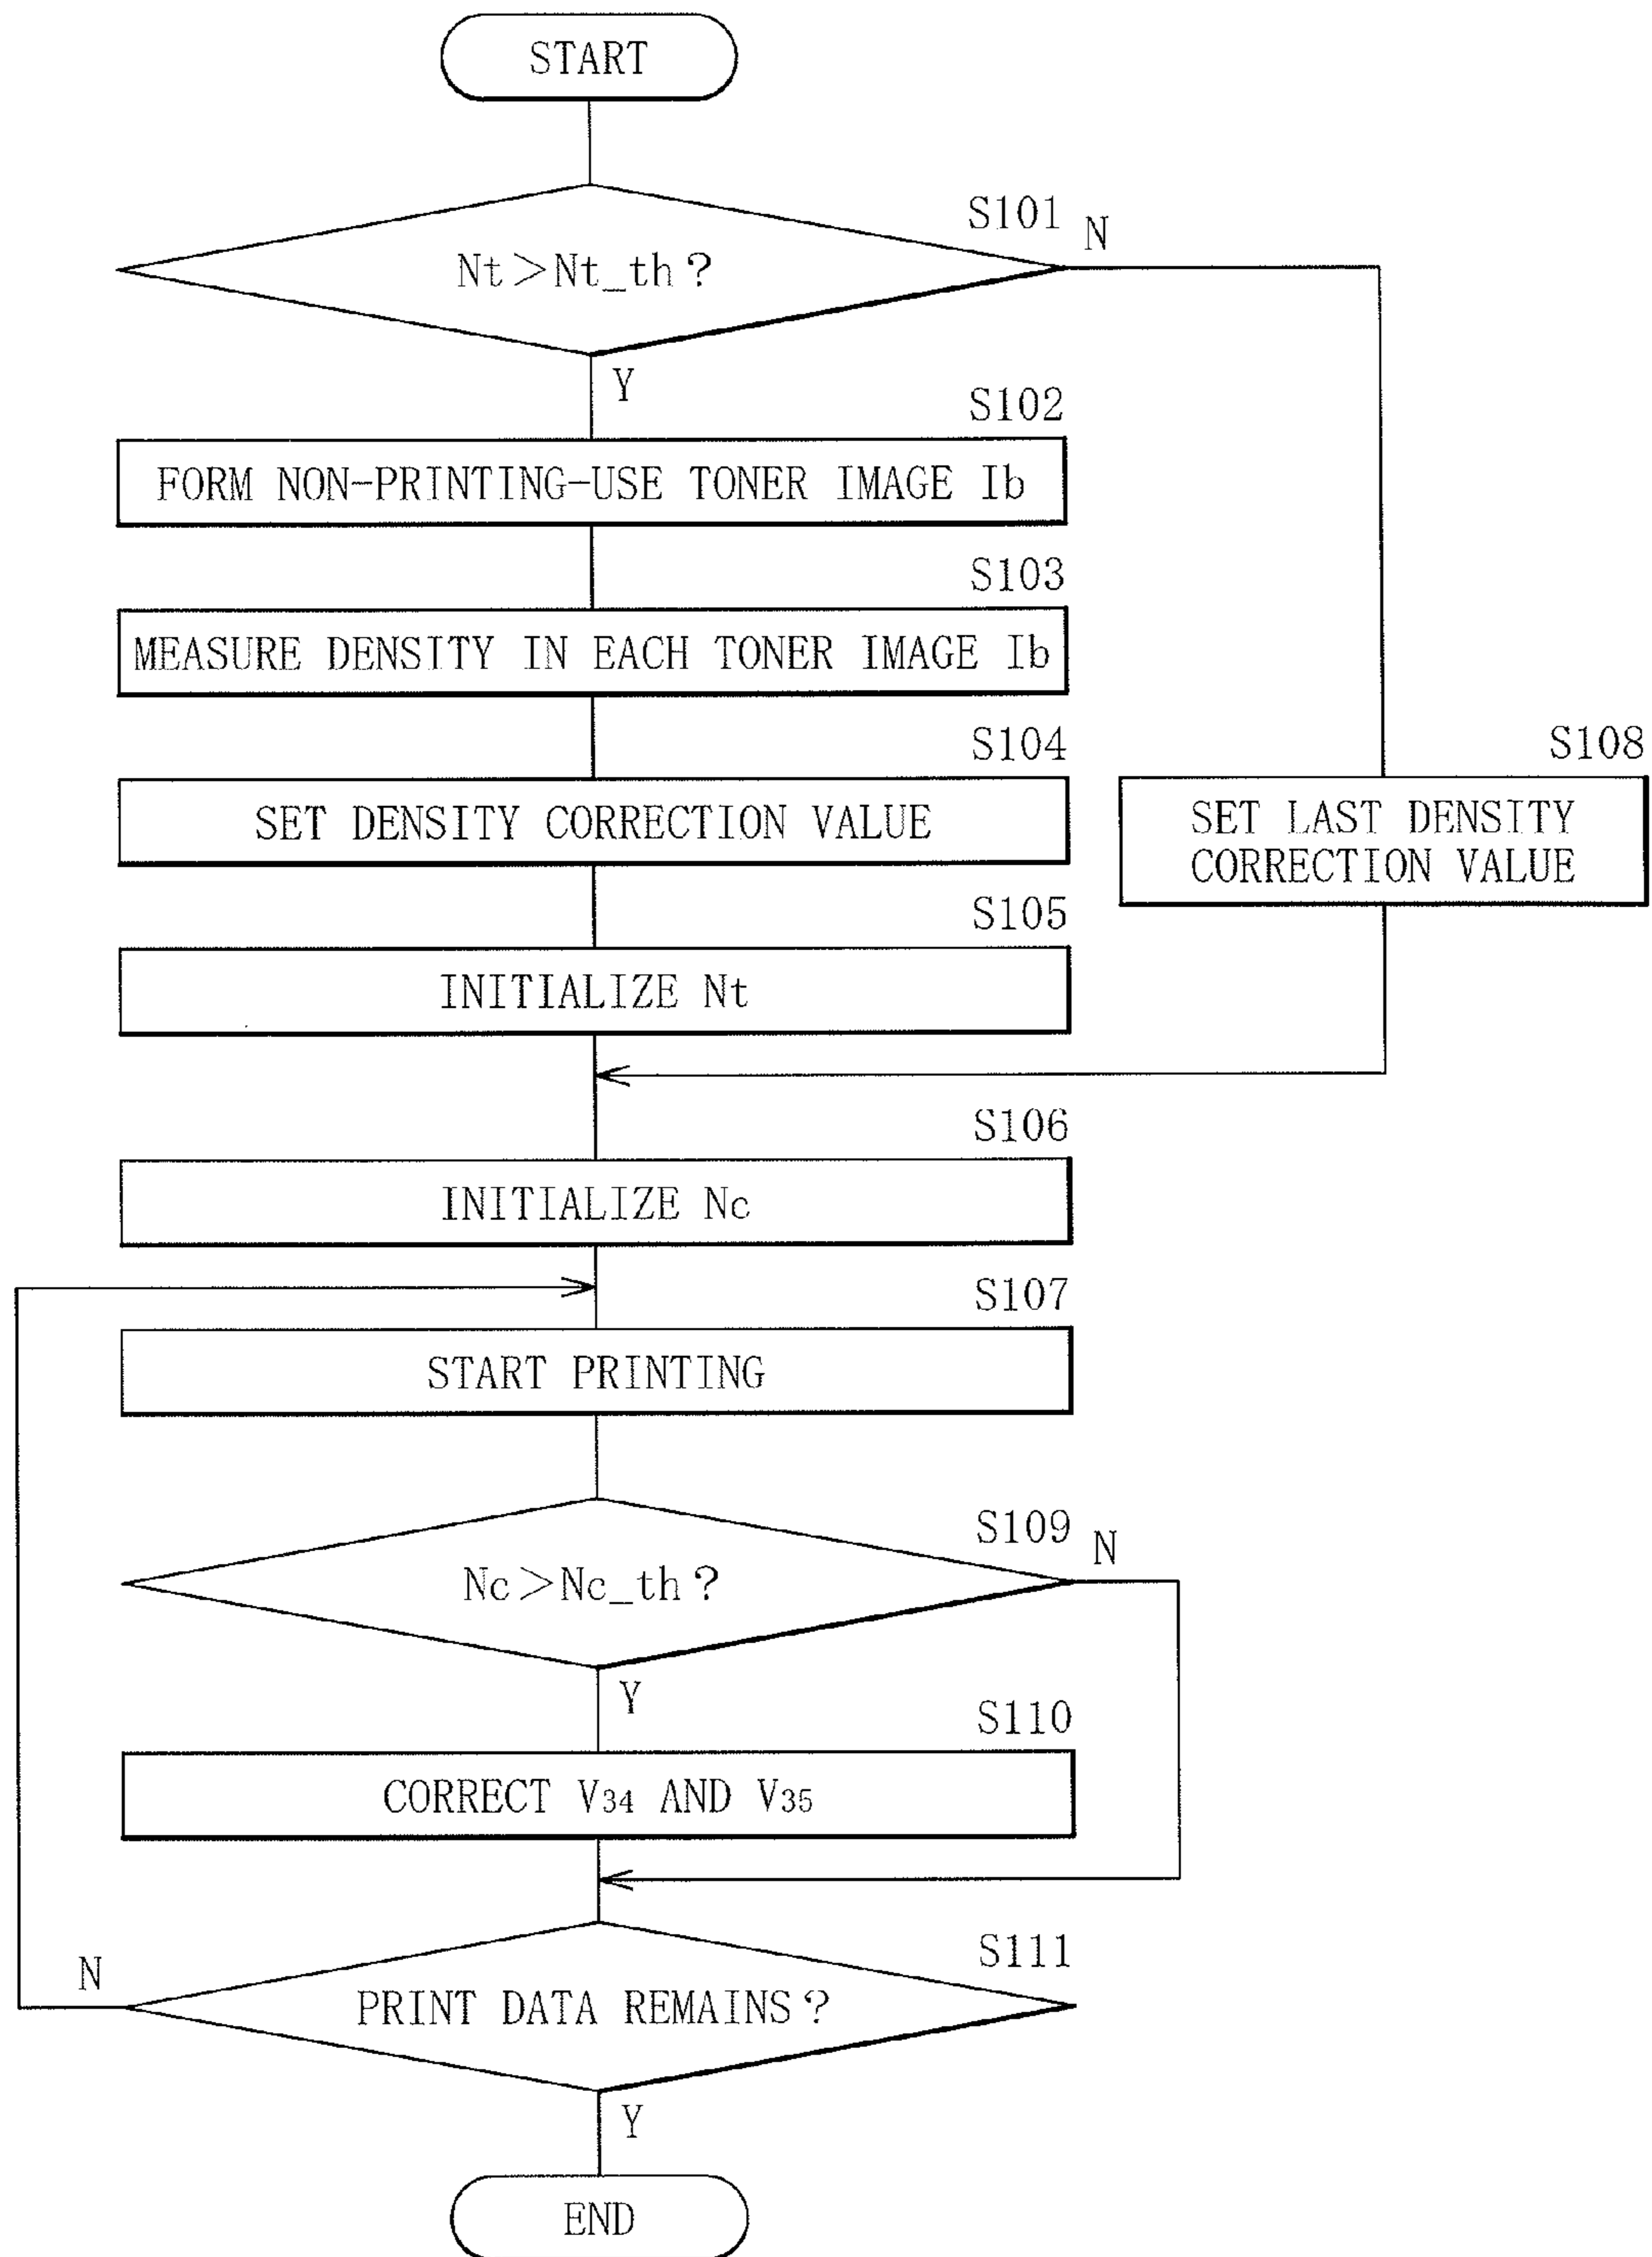 START
S101
N
Nt>Nt_th?
Y
S102
FORM NON-PRINTING-USE TONER IMAGE Ib
S103
MEASURE DENSITY IN EACH TONER IMAGE Ib
S104
SET DENSITY CORRECTION VALUE
S108
SET LAST DENSITY
CORRECTION VALUE
S105
INITIALIZE Nt
S106
INITIALIZE Nc
S107
START PRINTING
S109
N
Nc>Nc_th?
Y
S110
CORRECT V34 AND V35
S111
N
PRINT DATA REMAINS?
Y
END